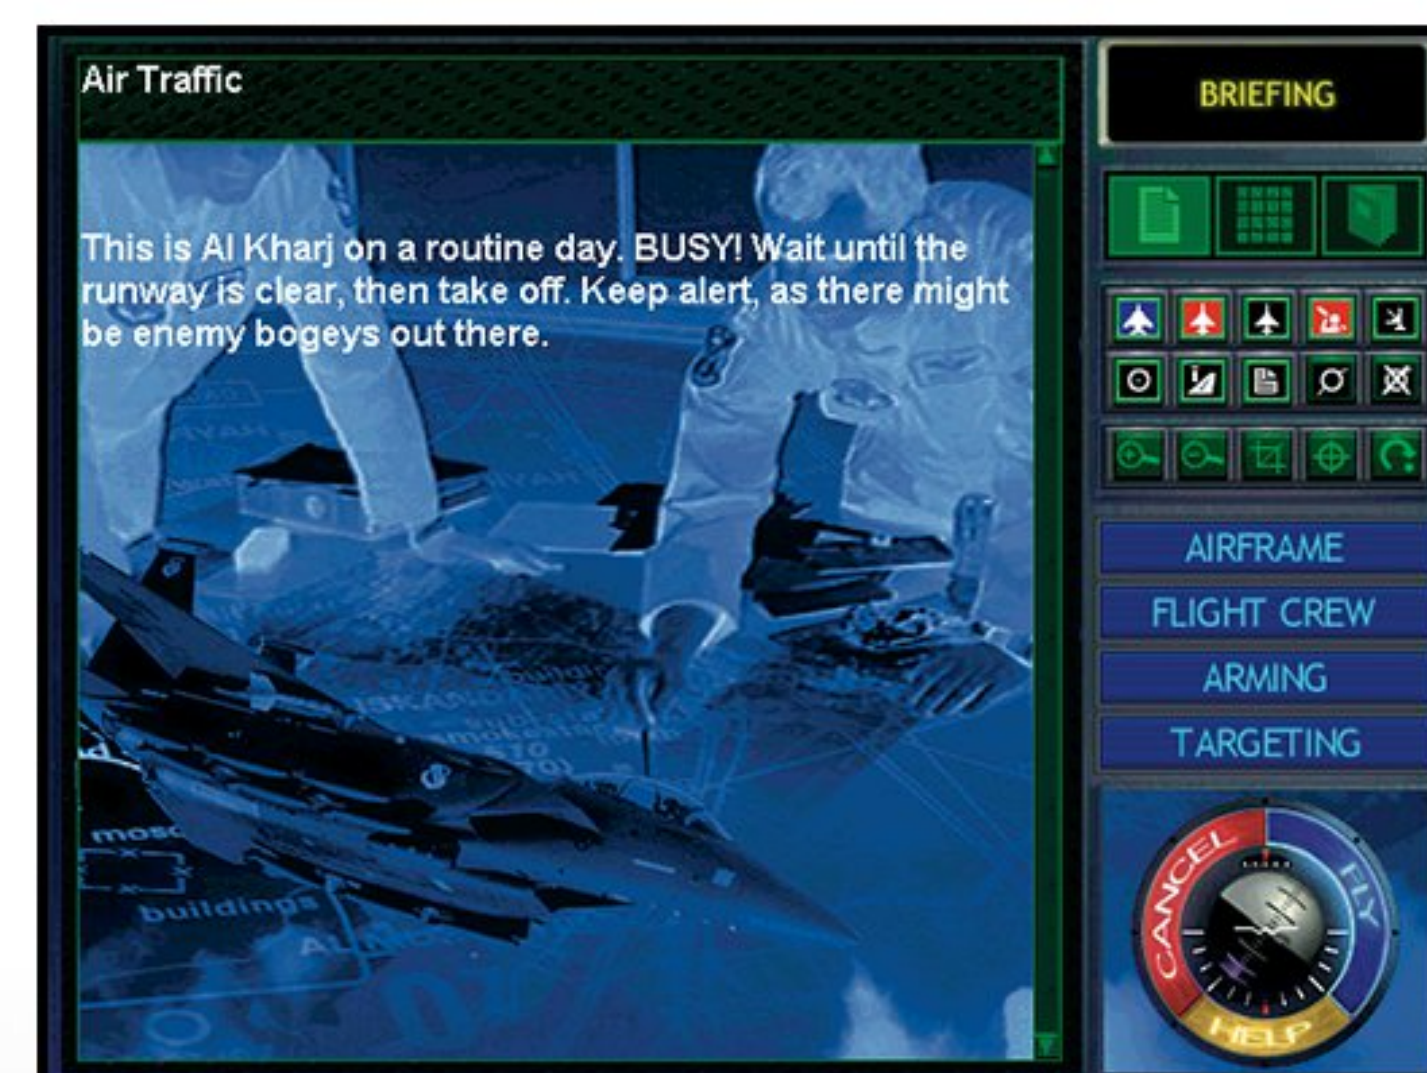 Air Traffic
BRIEFING
This is Al Kharj on a routine day. BUSY! Wait until the
runway is clear, then take off. Keep alert, as there might
be enemy bogeys out there.
AIRFRAME
FLIGHT CREW
ARMING
TARGETING
mosq
buildings
CANCEL
FLY
HELP